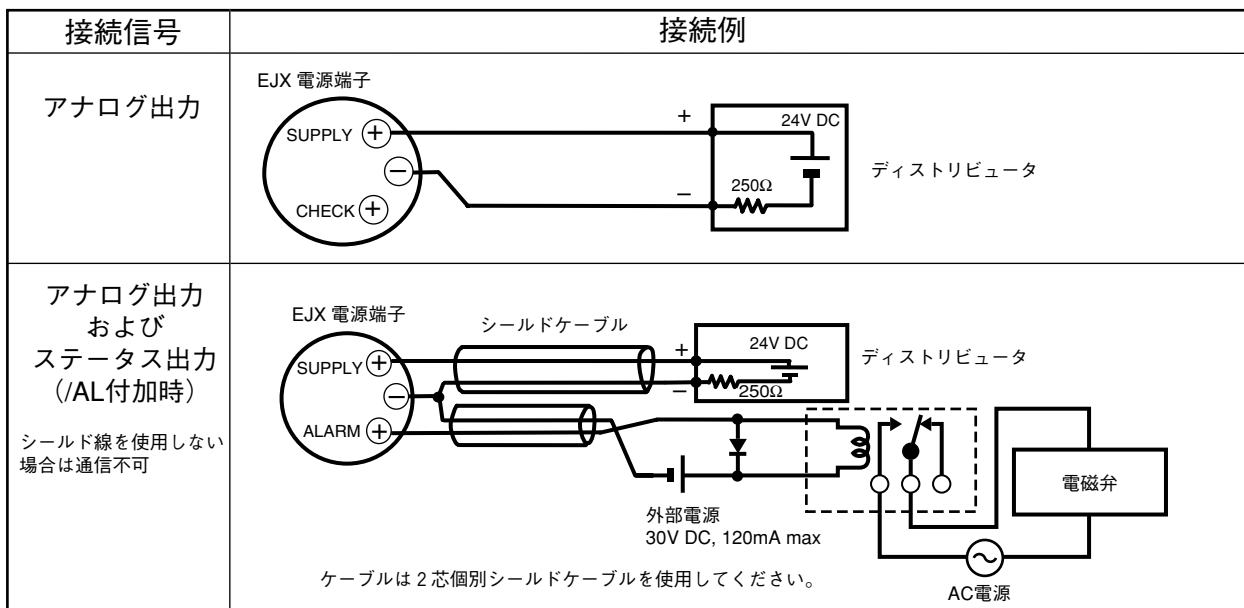 接続信号
接続例
アナログ出力
EJX 電源端子
SUPPLY +
−
CHECK +
+
−
24V DC
250Ω
ディストリビュータ
アナログ出力
および
ステータス出力
（/AL付加時）
シールド線を使用しない
場合は通信不可
EJX 電源端子
SUPPLY +
−
ALARM +
シールドケーブル
+
−
24V DC
250Ω
ディストリビュータ
外部電源
30V DC, 120mA max
電磁弁
AC電源
ケーブルは2芯個別シールドケーブルを使用してください。